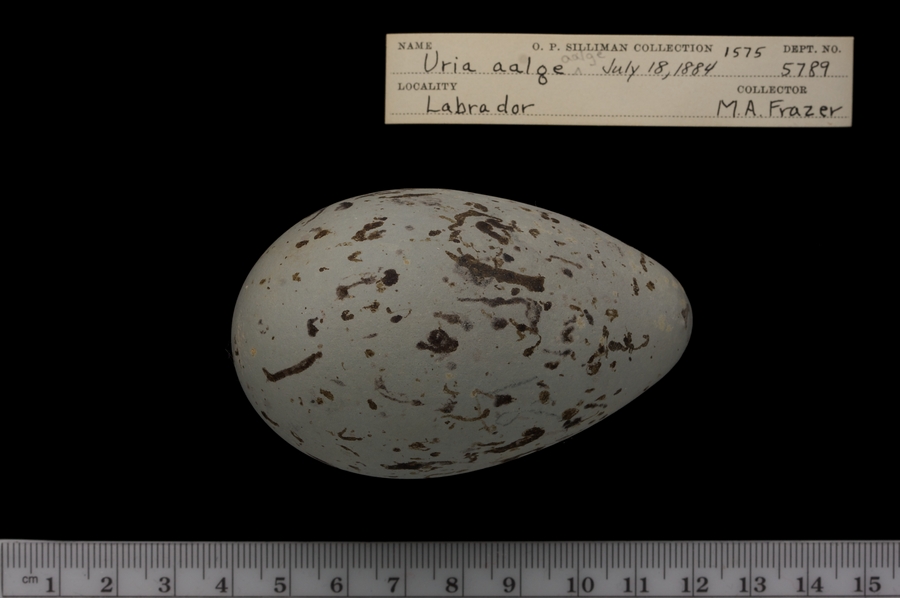 NAME O. P. SILLIMAN COLLECTION 1575 DEPT. NO.
Uria aalge aalge July 18, 1884 5789
LOCALITY COLLECTOR
Labrador M.A. Frazer
cm 1 2 3 4 5 6 7 8 9 10 11 12 13 14 15